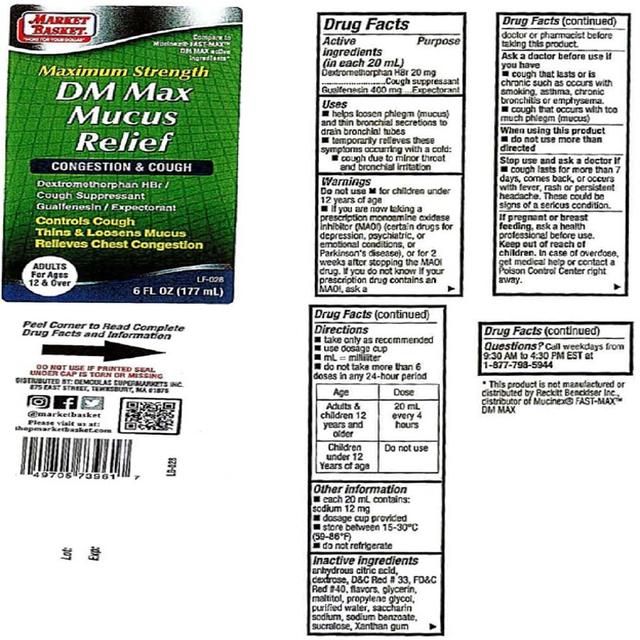 MARKET
BASKET®
"MORE FOR YOUR DOLLAR"
Compare to
Mucinex® FAST-MAX™
DM MAX active
ingredients*
Maximum Strength
DM Max
Mucus
Relief
CONGESTION & COUGH
Dextromethorphan HBr /
Cough Suppressant
Guaifenesin / Expectorant
Controls Cough
Thins & Loosens Mucus
Relieves Chest Congestion
ADULTS
For Ages
12 & Over
LF-028
6 FL OZ (177 mL)
Peel Corner to Read Complete
Drug Facts and Information
DO NOT USE IF PRINTED SEAL
UNDER CAP IS TORN OR MISSING
DISTRIBUTED BY: DEMOULAS SUPERMARKETS INC.
875 EAST STREET, TEWKSBURY, MA 01876
@marketbasket
Please visit us at:
shopmarketbasket.com
49705 73961 7
LB-028
Lot:
Exp:
Drug Facts
Active Purpose
ingredients
(in each 20 mL)
Dextromethorphan HBr 20 mg
....................Cough suppressant
Guaifenesin 400 mg ....Expectorant
Uses
■ helps loosen phlegm (mucus)
and thin bronchial secretions to
drain bronchial tubes
■ temporarily relieves these
symptoms occurring with a cold:
■ cough due to minor throat
and bronchial irritation
Warnings
Do not use ■ for children under
12 years of age
■ if you are now taking a
prescription monoamine oxidase
inhibitor (MAOI) (certain drugs for
depression, psychiatric, or
emotional conditions, or
Parkinson's disease), or for 2
weeks after stopping the MAOI
drug. If you do not know if your
prescription drug contains an
MAOI, ask a
Drug Facts (continued)
doctor or pharmacist before
taking this product.
Ask a doctor before use if
you have
■ cough that lasts or is
chronic such as occurs with
smoking, asthma, chronic
bronchitis or emphysema.
■ cough that occurs with too
much phlegm (mucus)
When using this product
■ do not use more than
directed
Stop use and ask a doctor if
■ cough lasts for more than 7
days, comes back, or occurs
with fever, rash or persistent
headache. These could be
signs of a serious condition.
If pregnant or breast
feeding, ask a health
professional before use.
Keep out of reach of
children. In case of overdose,
get medical help or contact a
Poison Control Center right
away.
Drug Facts (continued)
Directions
■ take only as recommended
■ use dosage cup
■ mL = milliliter
■ do not take more than 6
doses in any 24-hour period
Age Dose
Adults & 20 mL
children 12 every 4
years and hours
older
Children Do not use
under 12
Years of age
Other information
■ each 20 mL contains:
sodium 12 mg
■ dosage cup provided
■ store between 15-30°C
(59-86°F)
■ do not refrigerate
Inactive ingredients
anhydrous citric acid,
dextrose, D&C Red # 33, FD&C
Red #40, flavors, glycerin,
maltitol, propylene glycol,
purified water, saccharin
sodium, sodium benzoate,
sucralose, Xanthan gum
Drug Facts (continued)
Questions? Call weekdays from
9:30 AM to 4:30 PM EST at
1-877-798-5944
* This product is not manufactured or
distributed by Reckitt Benckiser Inc.,
distributor of Mucinex® FAST-MAX™
DM MAX